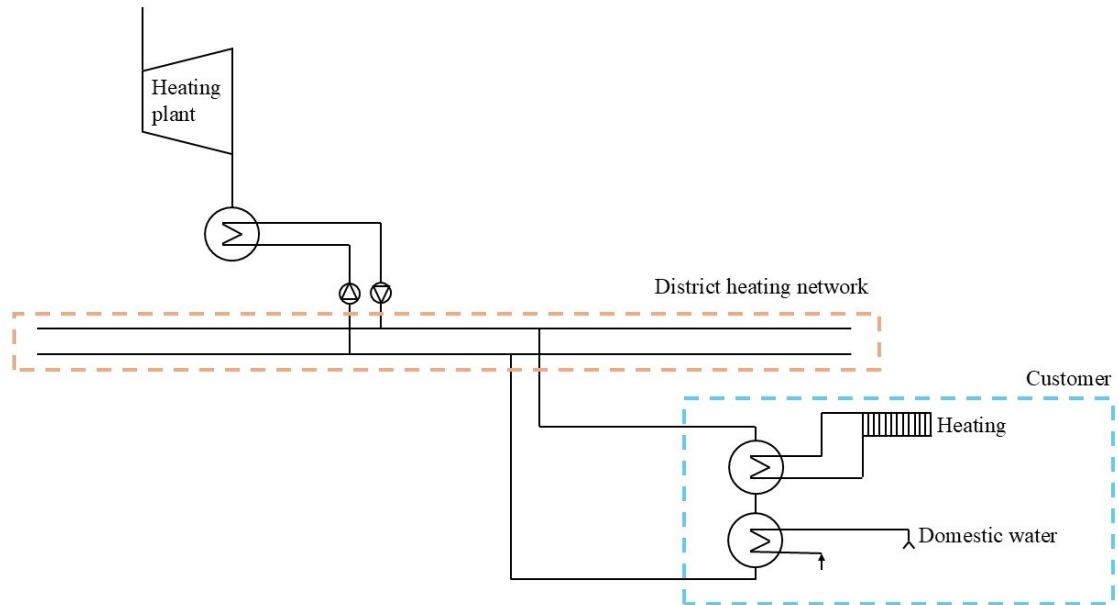 Heating
plant
District heating network
Customer
Heating
Domestic water